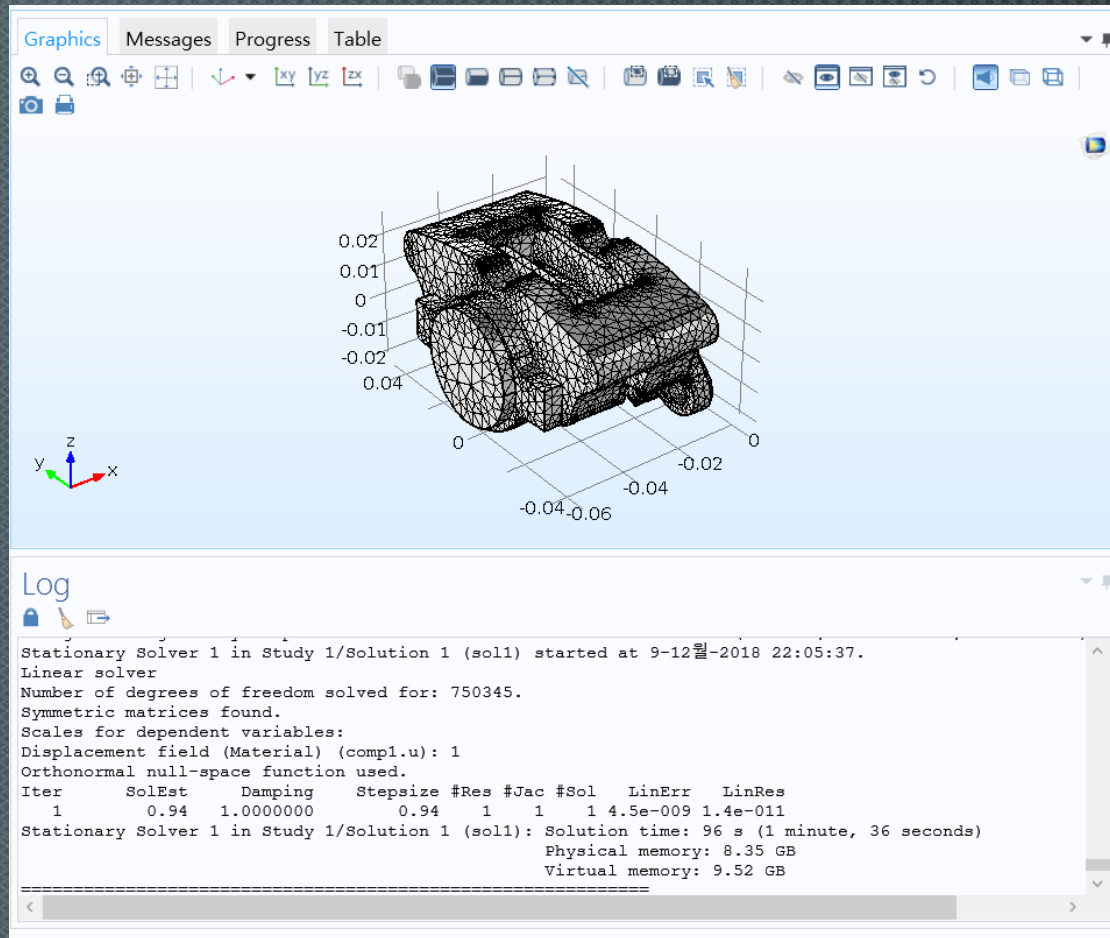 Graphics Messages Progress Table
xy yz zx
0.02
0.01
0
-0.01
-0.02
0.04
0
-0.04
-0.06
-0.04
-0.02
0
z
y
x
Log
Stationary Solver 1 in Study 1/Solution 1 (sol1) started at 9-12월-2018 22:05:37.
Linear solver
Number of degrees of freedom solved for: 750345.
Symmetric matrices found.
Scales for dependent variables:
Displacement field (Material) (comp1.u): 1
Orthonormal null-space function used.
Iter SolEst Damping Stepsize #Res #Jac #Sol LinErr LinRes
1 0.94 1.0000000 0.94 1 1 1 4.5e-009 1.4e-011
Stationary Solver 1 in Study 1/Solution 1 (sol1): Solution time: 96 s (1 minute, 36 seconds)
Physical memory: 8.35 GB
Virtual memory: 9.52 GB
============================================================